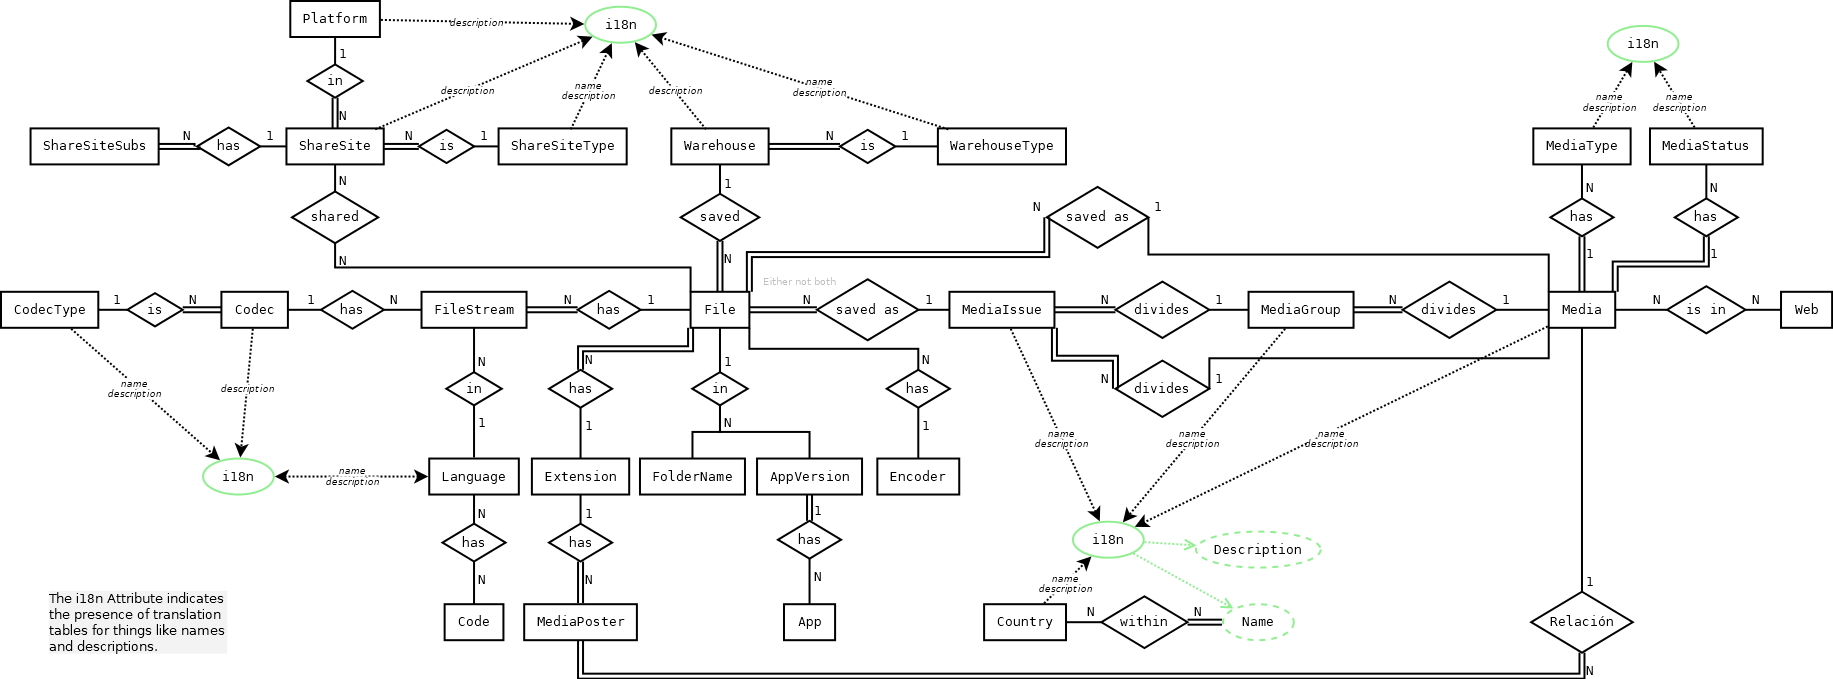 Platform
description
i18n
i18n
1
in
description
name
description
description
name
description
name
description
name
description
N
ShareSiteSubs
N
has
1
ShareSite
N
is
1
ShareSiteType
Warehouse
N
is
1
WarehouseType
MediaType
MediaStatus
N
1
N
N
shared
saved
N
saved as
1
has
has
N
N
1
1
Either not both
CodecType
1
is
N
Codec
1
has
N
FileStream
N
has
1
File
N
saved as
1
MediaIssue
N
divides
1
MediaGroup
N
divides
1
Media
N
is in
N
Web
N
N
1
N
name
description
description
in
has
in
has
N
divides
1
1
1
N
1
name
description
name
description
name
description
i18n
name
description
Language
Extension
FolderName
AppVersion
Encoder
N
1
1
has
has
has
i18n
Description
N
N
N
name
description
1
The i18n Attribute indicates
the presence of translation
tables for things like names
and descriptions.
Code
MediaPoster
App
Country
N
within
N
Name
Relación
N